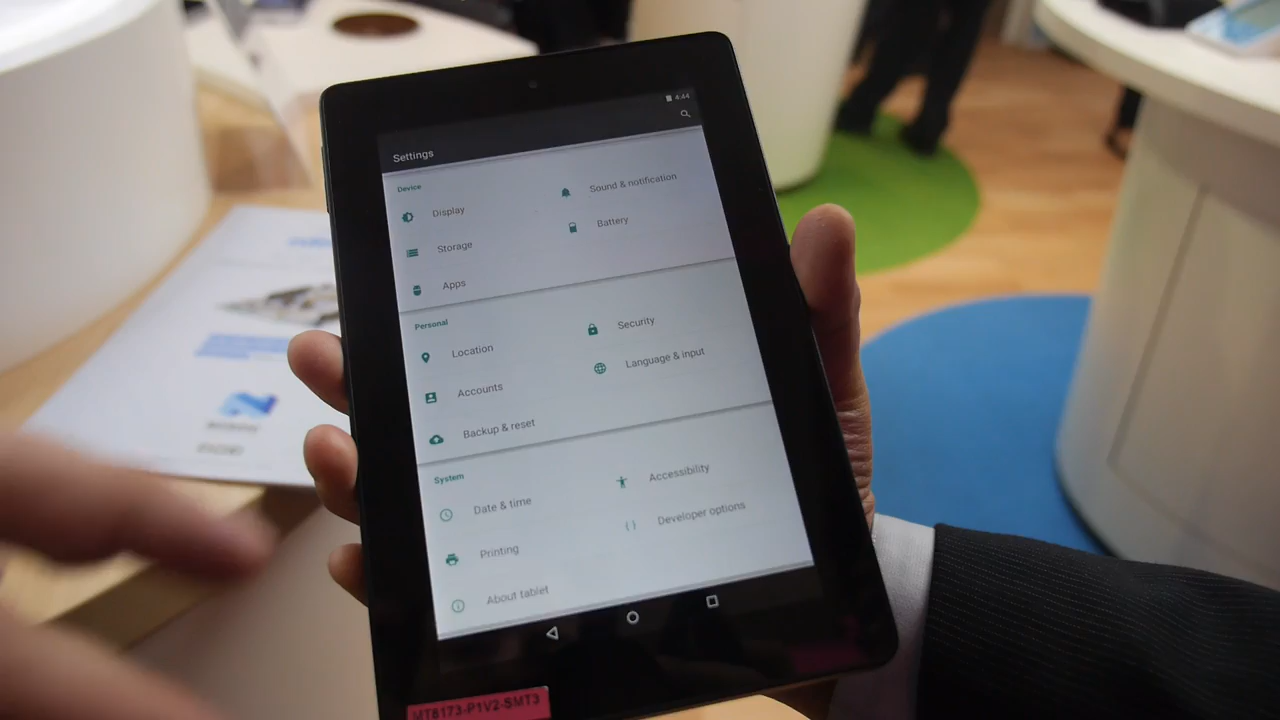 4:44
Settings
Device
Display
Sound & notification
Storage
Battery
Apps
Personal
Location
Security
Accounts
Language & input
Backup & reset
System
Date & time
Accessibility
Printing
Developer options
About tablet
MT8173-P1V2-SMT3